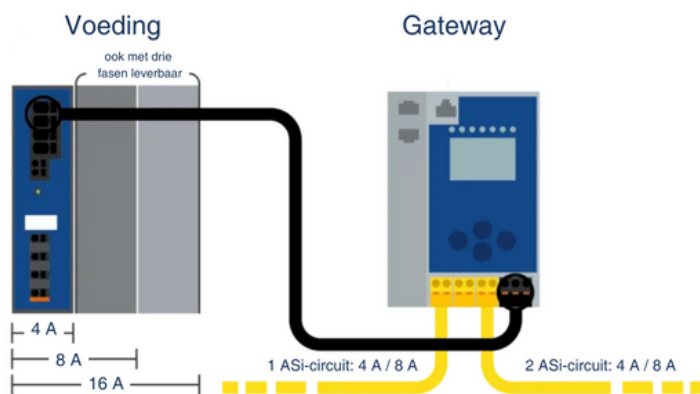 Voeding
Gateway
ook met drie
fasen leverbaar
4 A
8 A
16 A
1 ASi-circuit: 4 A / 8 A
2 ASi-circuit: 4 A / 8 A